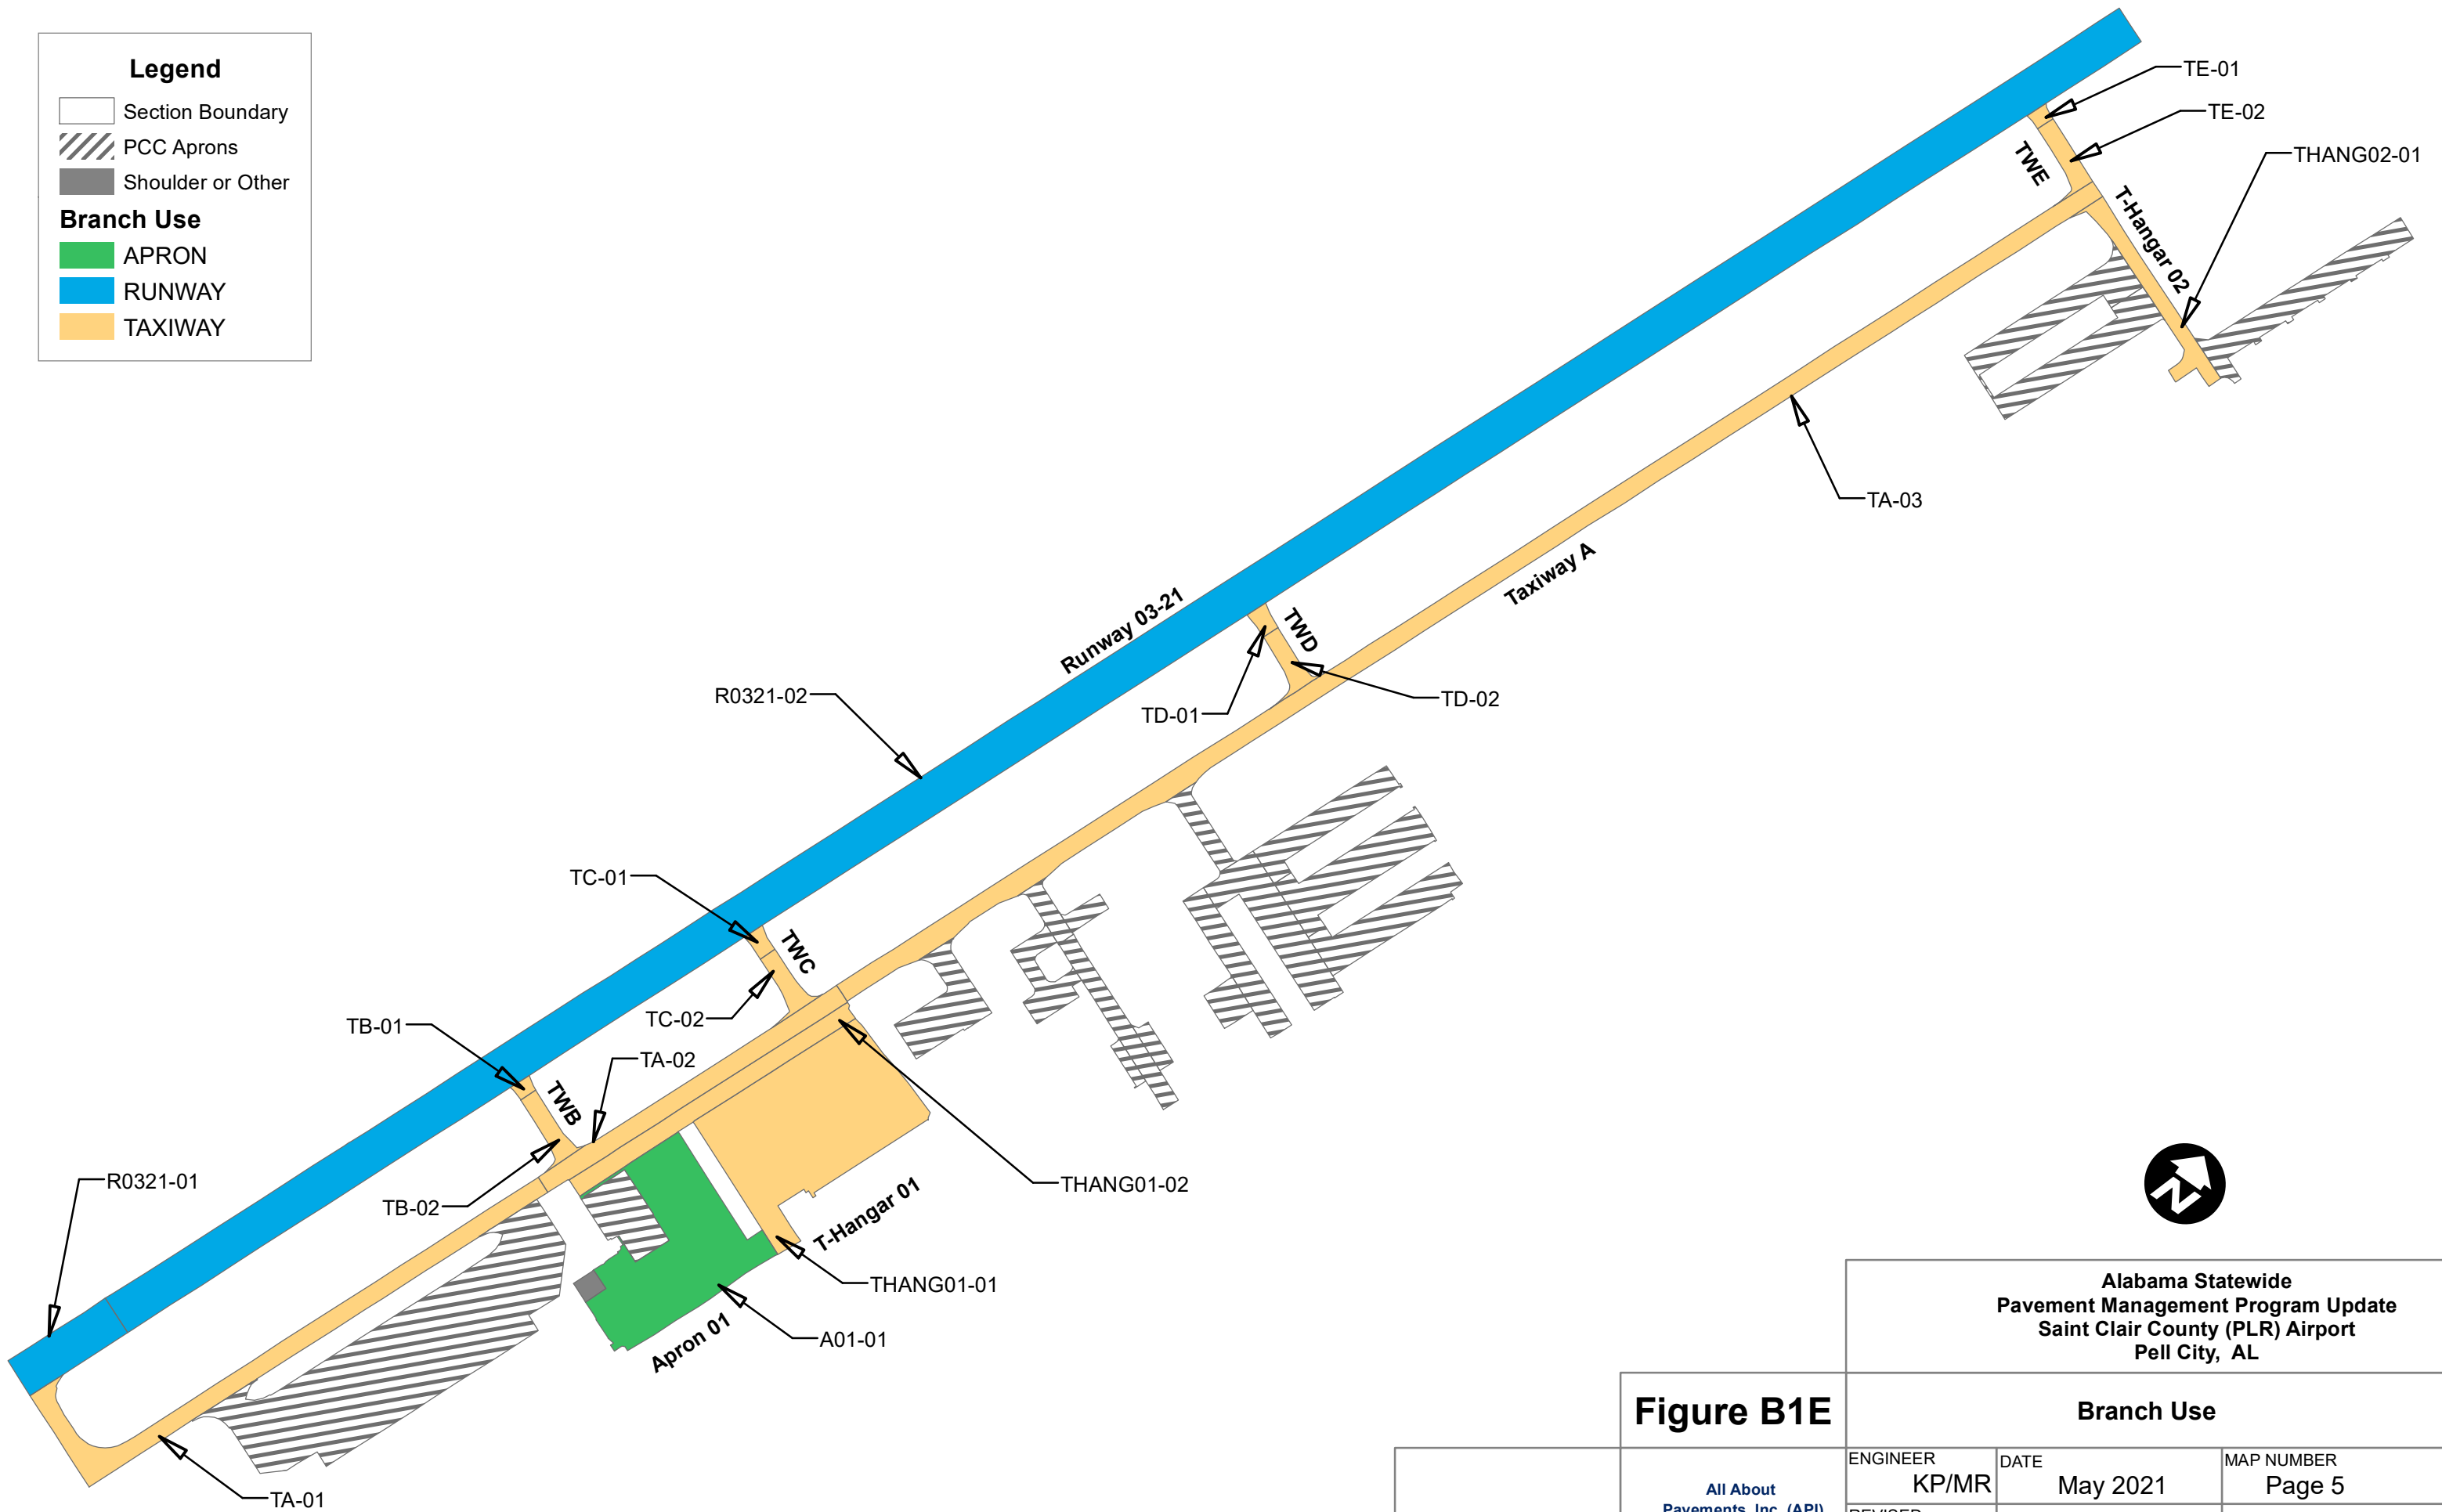 Legend
Section Boundary
PCC Aprons
Shoulder or Other
Branch Use
APRON
RUNWAY
TAXIWAY
TE-01
TE-02
THANG02-01
TWE
T-Hangar 02
TA-03
Taxiway A
Runway 03-21
TWD
R0321-02
TD-01
TD-02
TC-01
TWC
TC-02
TB-01
TA-02
TWB
R0321-01
TB-02
THANG01-02
T-Hangar 01
THANG01-01
A01-01
Apron 01
TA-01
N
Alabama Statewide
Pavement Management Program Update
Saint Clair County (PLR) Airport
Pell City, AL
Figure B1E
Branch Use
ENGINEER
KP/MR
DATE
May 2021
MAP NUMBER
Page 5
All About
Pavements, Inc. (API)
REVISED